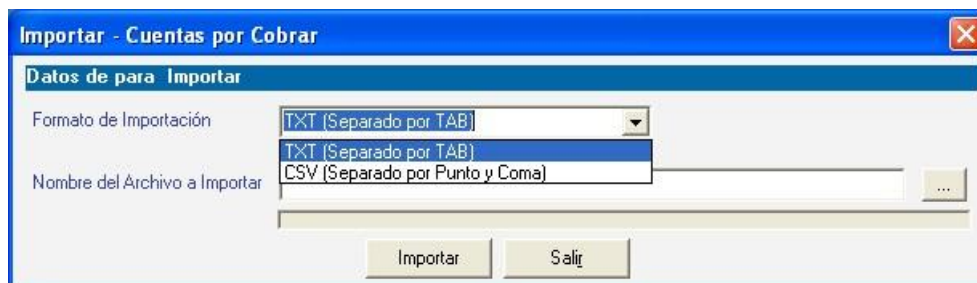 Importar - Cuentas por Cobrar
Datos de para Importar
Formato de Importación
TXT (Separado por TAB)
TXT (Separado por TAB)
CSV (Separado por Punto y Coma)
Nombre del Archivo a Importar
...
Importar
Salir